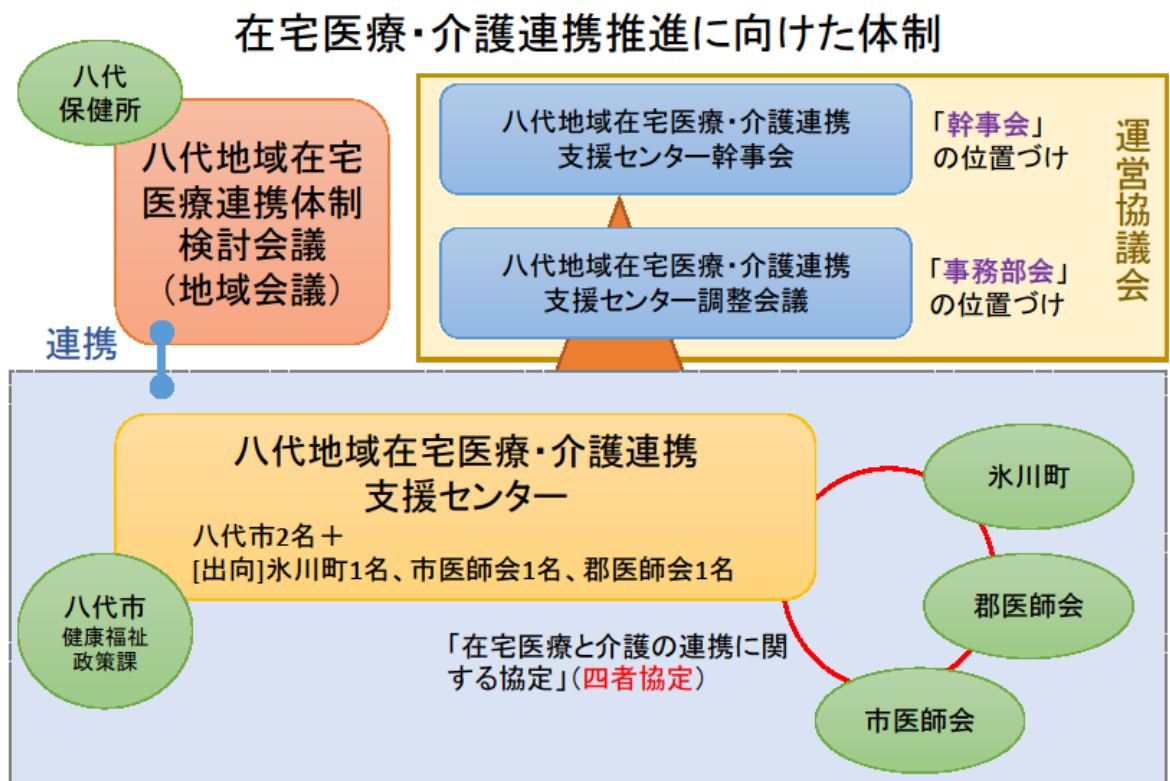 在宅医療・介護連携推進に向けた体制
八代
保健所
八代地域在宅
医療連携体制
検討会議
（地域会議）
八代地域在宅医療・介護連携
支援センター幹事会
「幹事会」
の位置づけ
八代地域在宅医療・介護連携
支援センター調整会議
「事務部会」
の位置づけ
運営協議会
連携
八代地域在宅医療・介護連携
支援センター
八代市2名＋
[出向]氷川町1名、市医師会1名、郡医師会1名
八代市
健康福祉
政策課
「在宅医療と介護の連携に関
する協定」（四者協定）
氷川町
郡医師会
市医師会